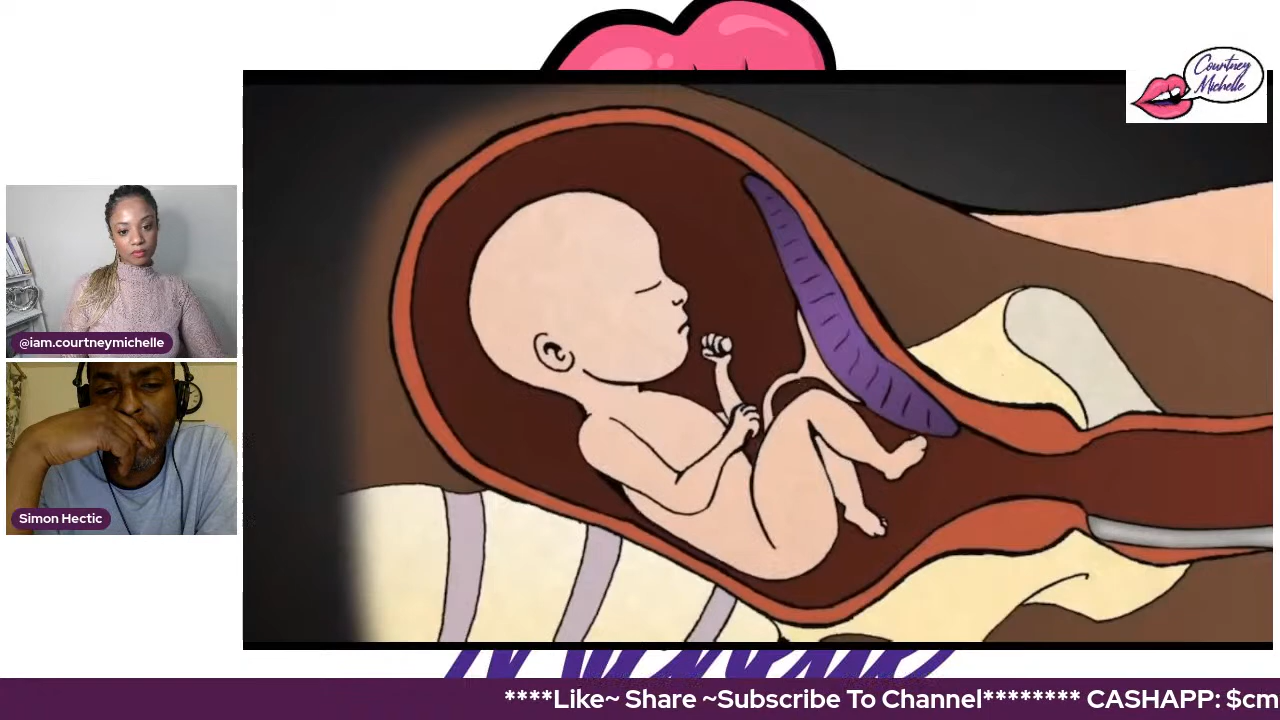 Courtney
Michelle
@iam.courtneymichelle
Simon Hectic
****Like~ Share ~Subscribe To Channel******** CASHAPP: $cm